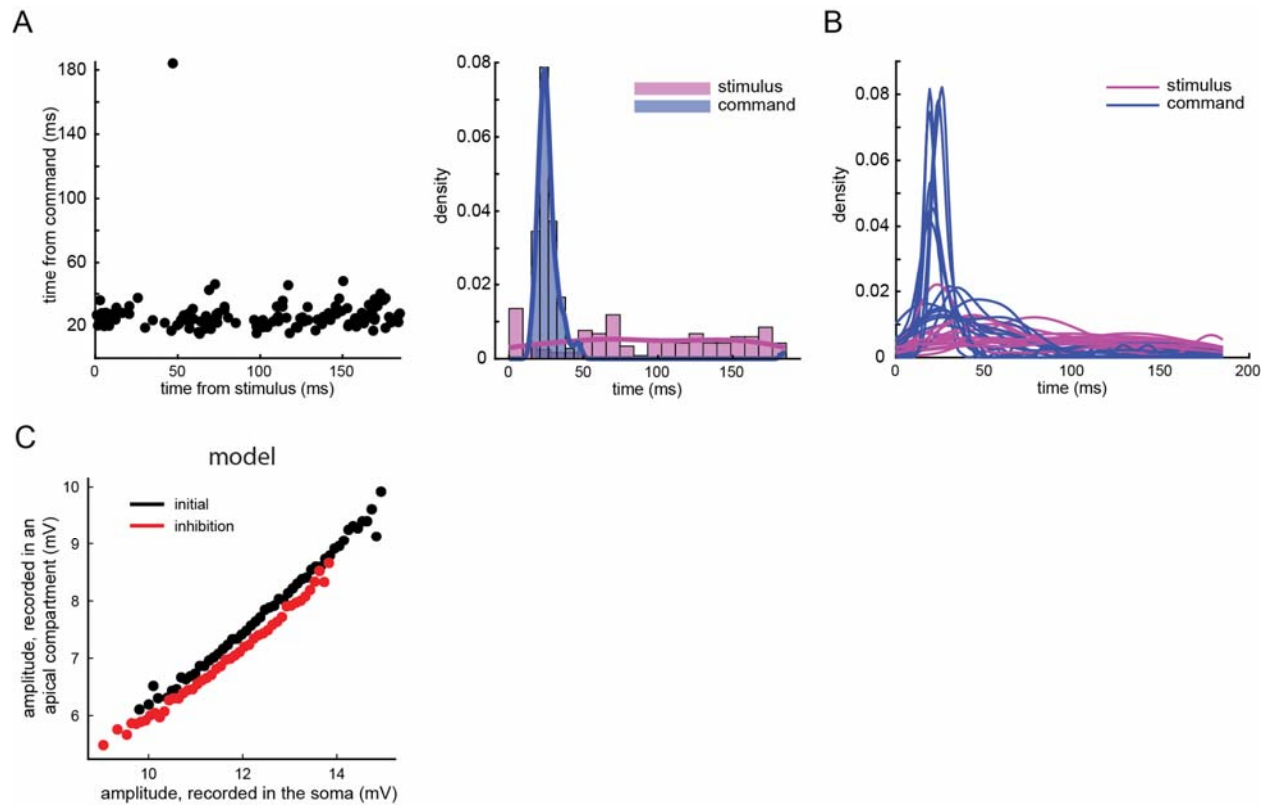 A
time from command (ms)
180
140
100
60
20
0
50
100
150
time from stimulus (ms)
density
0.08
0.06
0.04
0.02
0
stimulus
command
0
50
100
150
time (ms)
B
density
0.08
0.06
0.04
0.02
0
stimulus
command
0
50
100
150
200
time (ms)
C
model
amplitude, recorded in an
apical compartment (mV)
10
9
8
7
6
initial
inhibition
10
12
14
amplitude, recorded in the soma (mV)